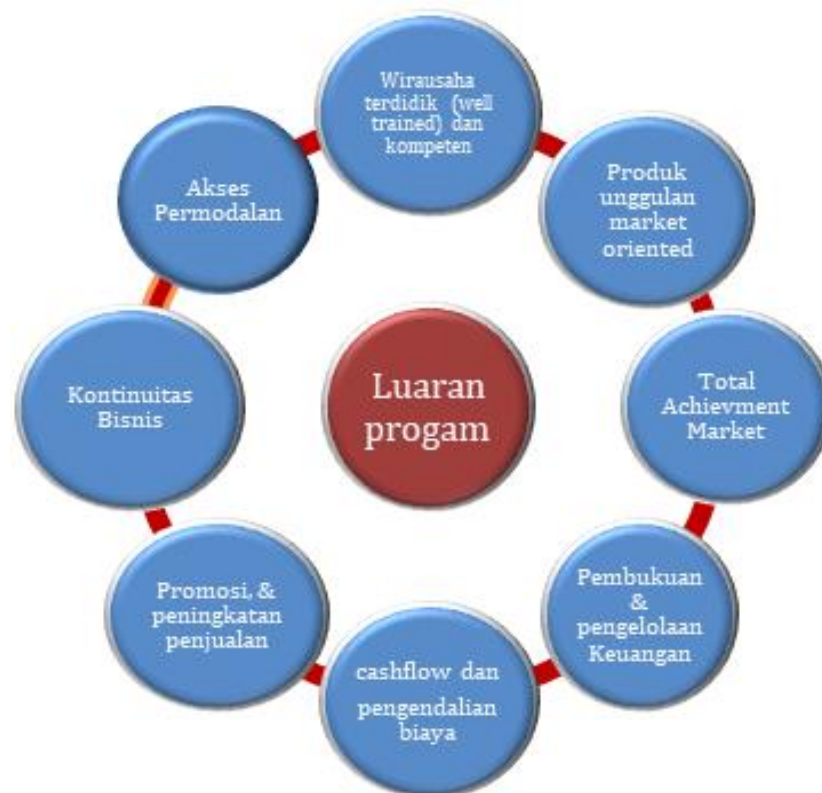 Wirausaha
terdidik (well
trained) dan
kompeten
Produk
unggulan
market
oriented
Total
Achievment
Market
Pembukuan
&
pengelolaan
Keuangan
cashflow dan
pengendalian
biaya
Promosi, &
peningkatan
penjualan
Kontinuitas
Bisnis
Akses
Permodalan
Luaran
progam